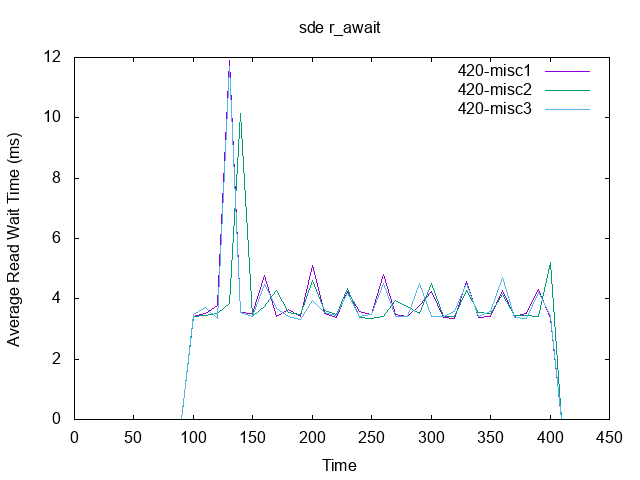 sde r_await
Average Read Wait Time (ms)
420-misc1
420-misc2
420-misc3
12
10
8
6
4
2
0
0 50 100 150 200 250 300 350 400 450
Time